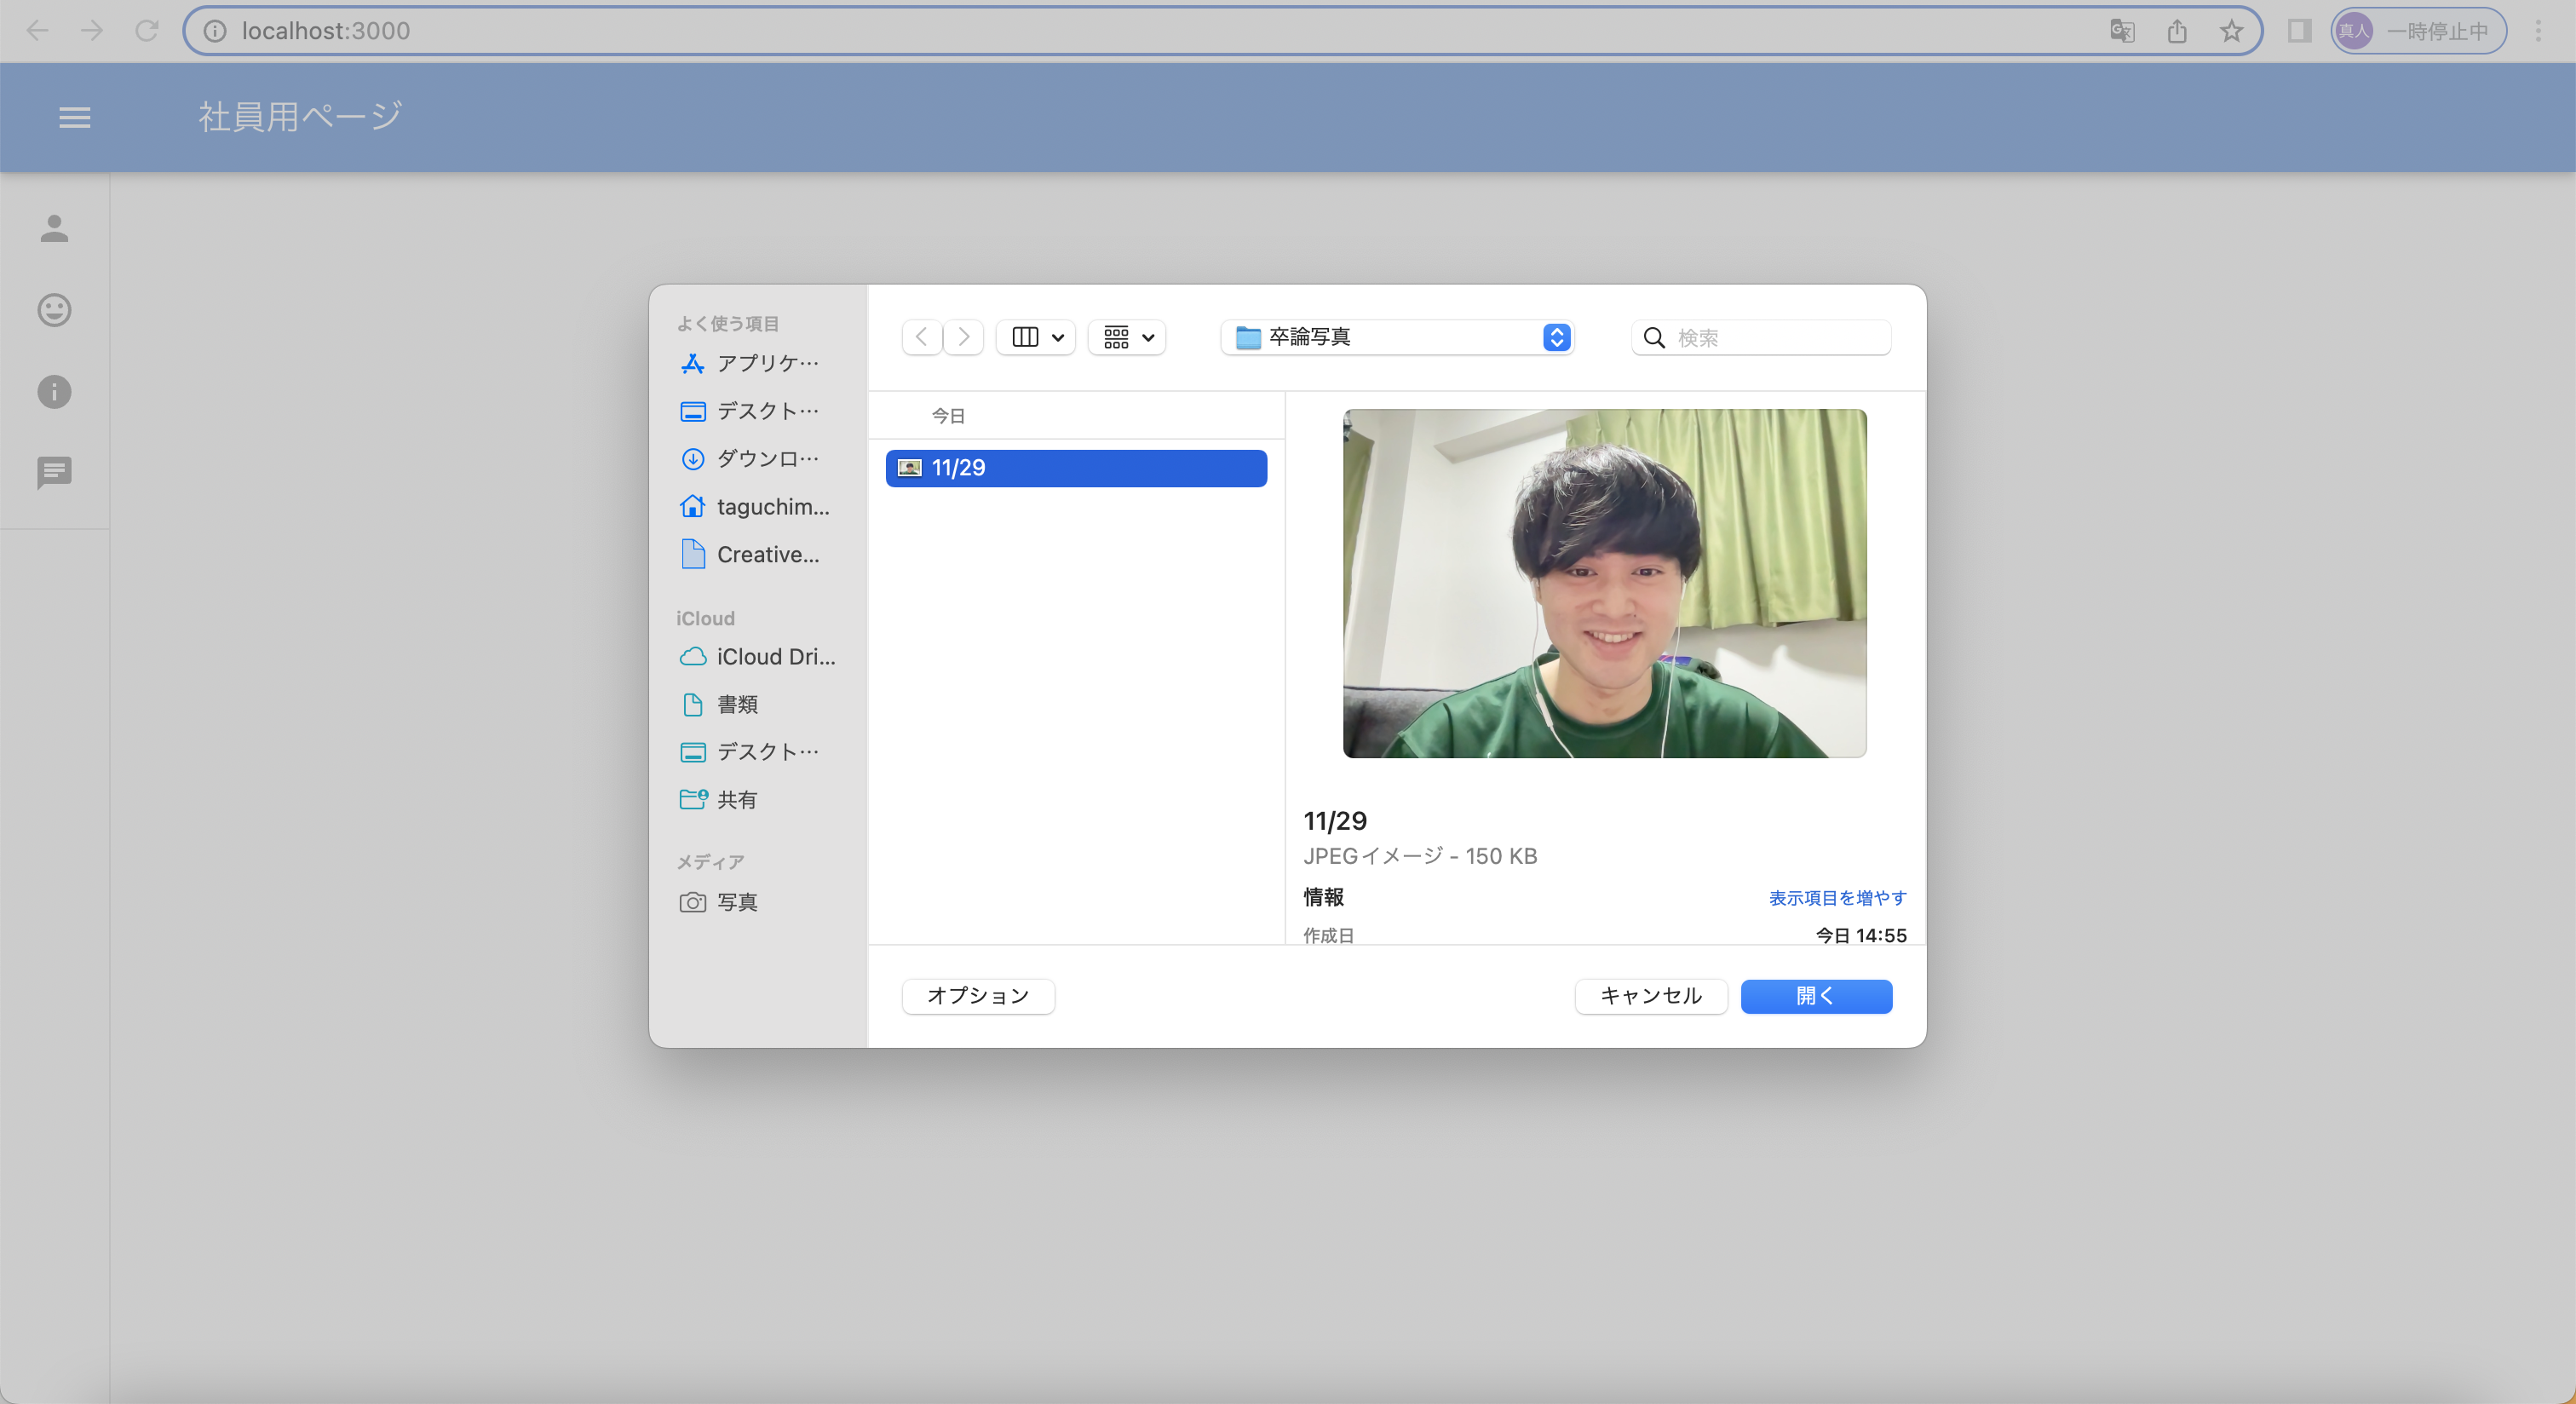 localhost:3000
真人 一時停止中
社員用ページ
よく使う項目
アプリケ…
デスクト…
ダウンロ…
taguchim...
Creative...
iCloud
iCloud Dri...
書類
デスクト…
共有
メディア
写真
卒論写真
検索
今日
11/29
11/29
JPEGイメージ - 150 KB
情報
表示項目を増やす
作成日
今日 14:55
オプション
キャンセル
開く